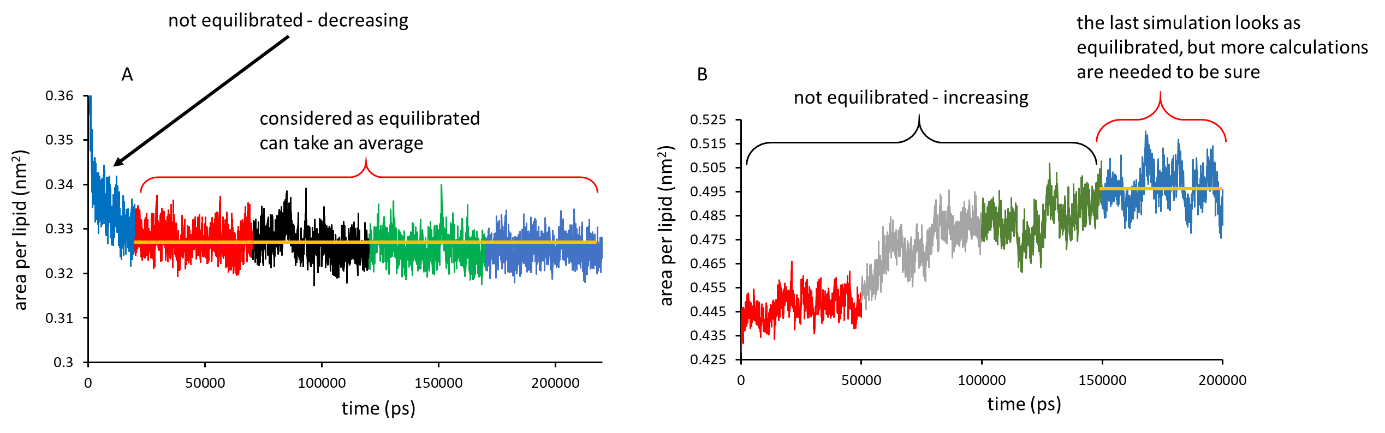 not equilibrated - decreasing
A
considered as equilibrated
can take an average
0.36
0.35
0.34
0.33
0.32
0.31
0.3
area per lipid (nm2)
0
50000
100000
150000
200000
time (ps)
the last simulation looks as
equilibrated, but more calculations
are needed to be sure
B
not equilibrated - increasing
0.525
0.515
0.505
0.495
0.485
0.475
0.465
0.455
0.445
0.435
0.425
area per lipid (nm2)
0
50000
100000
150000
200000
time (ps)